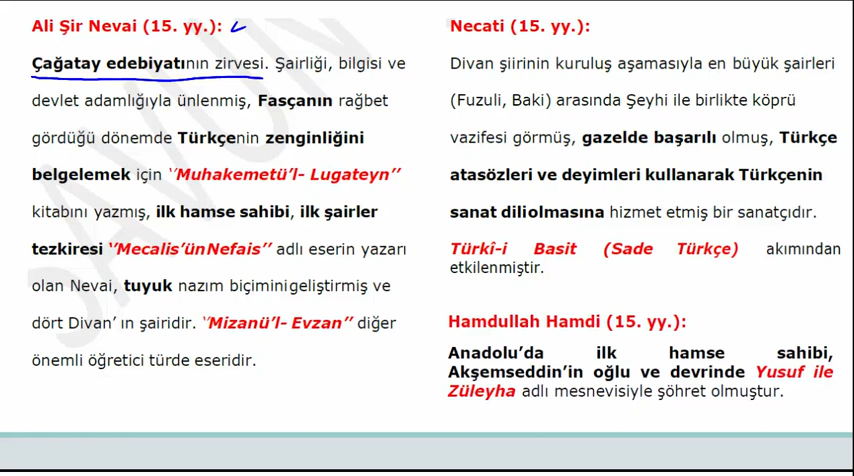 Ali Şir Nevai (15. yy.):
Çağatay edebiyatının zirvesi. Şairliği, bilgisi ve
devlet adamlığıyla ünlenmiş, Fasçanın rağbet
gördüğü dönemde Türkçenin zenginliğini
belgelemek için ‘’Muhakemetü’l- Lugateyn’’
kitabını yazmış, ilk hamse sahibi, ilk şairler
tezkiresi ‘’Mecalis’ünNefais’’ adlı eserin yazarı
olan Nevai, tuyuk nazım biçiminigeliştirmiş ve
dört Divan’ ın şairidir. ‘’Mizanü’l- Evzan’’ diğer
önemli öğretici türde eseridir.
Necati (15. yy.):
Divan şiirinin kuruluş aşamasıyla en büyük şairleri
(Fuzuli, Baki) arasında Şeyhi ile birlikte köprü
vazifesi görmüş, gazelde başarılı olmuş, Türkçe
atasözleri ve deyimleri kullanarak Türkçenin
sanat diliolmasına hizmet etmiş bir sanatçıdır.
Türkî-i Basit (Sade Türkçe) akımından
etkilenmiştir.
Hamdullah Hamdi (15. yy.):
Anadolu’da ilk hamse sahibi,
Akşemseddin’in oğlu ve devrinde Yusuf ile
Züleyha adlı mesnevisiyle şöhret olmuştur.